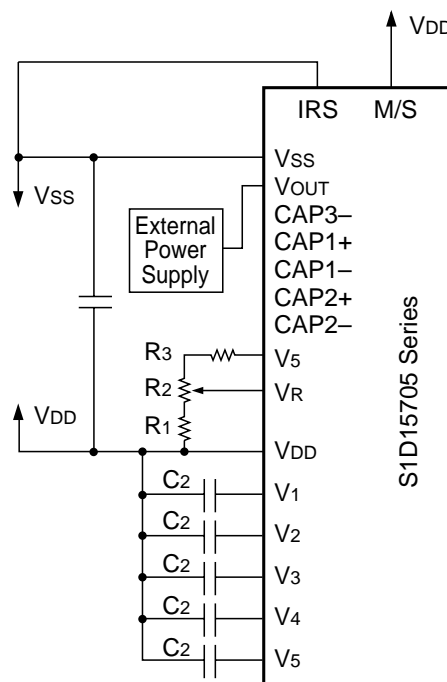 VDD
IRS M/S
VSS
VSS
VOUT
External
Power
Supply
CAP3–
CAP1+
CAP1–
CAP2+
CAP2–
R3
V5
R2
VR
R1
VDD
VDD
C2
V1
C2
V2
C2
V3
C2
V4
C2
V5
S1D15705 Series